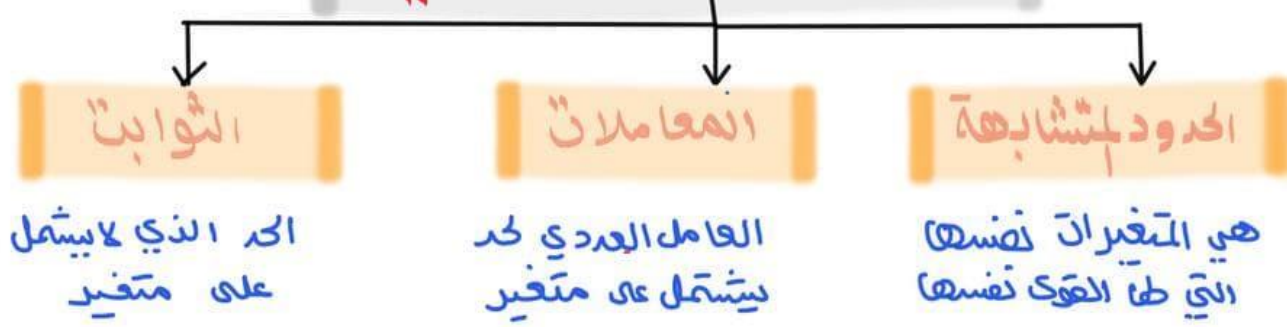 الحدود المتشابهة
هي المتغيرات نفسها
التي لها القوى نفسها
المعاملات
العامل العددي لحد
يشتمل على متغير
الثوابت
الحد الذي لا يشتمل
على متغير